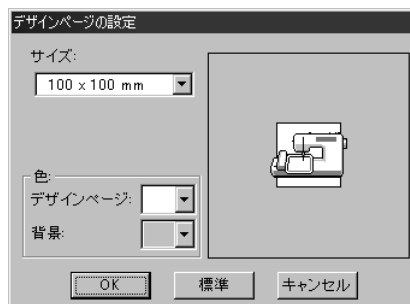 デザインページの設定
サイズ:
100 x 100 mm
色:
デザインページ:
背景:
OK
標準
キャンセル